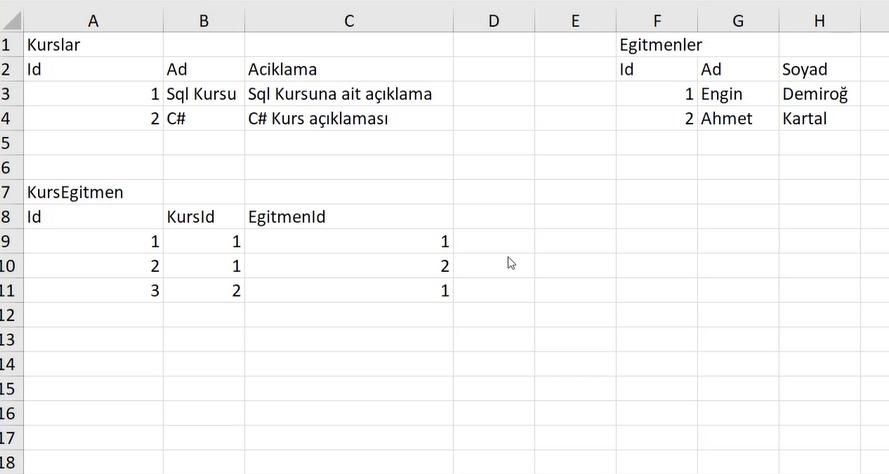 A B C D E F G H
1 Kurslar Egitmenler
2 Id Ad Aciklama Id Ad Soyad
3 1 Sql Kursu Sql Kursuna ait açıklama 1 Engin Demiroğ
4 2 C# C# Kurs açıklaması 2 Ahmet Kartal
5
6
7 KursEgitmen
8 Id KursId EgitmenId
9 1 1 1
10 2 1 2
11 3 2 1
12
13
14
15
16
17
18